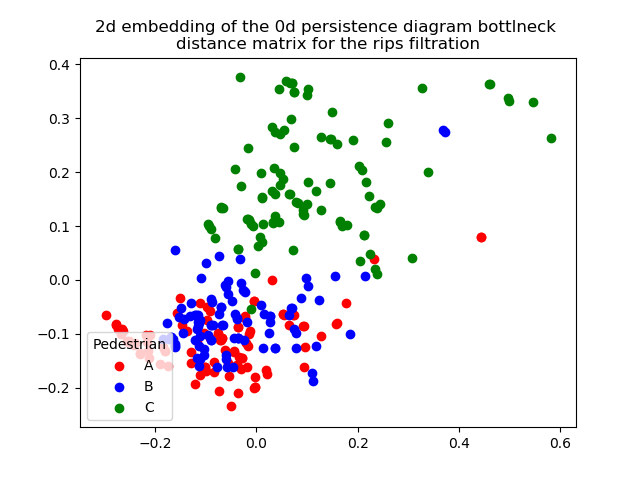 2d embedding of the 0d persistence diagram bottlneck
distance matrix for the rips filtration
0.4
0.3
0.2
0.1
0.0
−0.1
−0.2
Pedestrian
A
B
C
−0.2
0.0
0.2
0.4
0.6